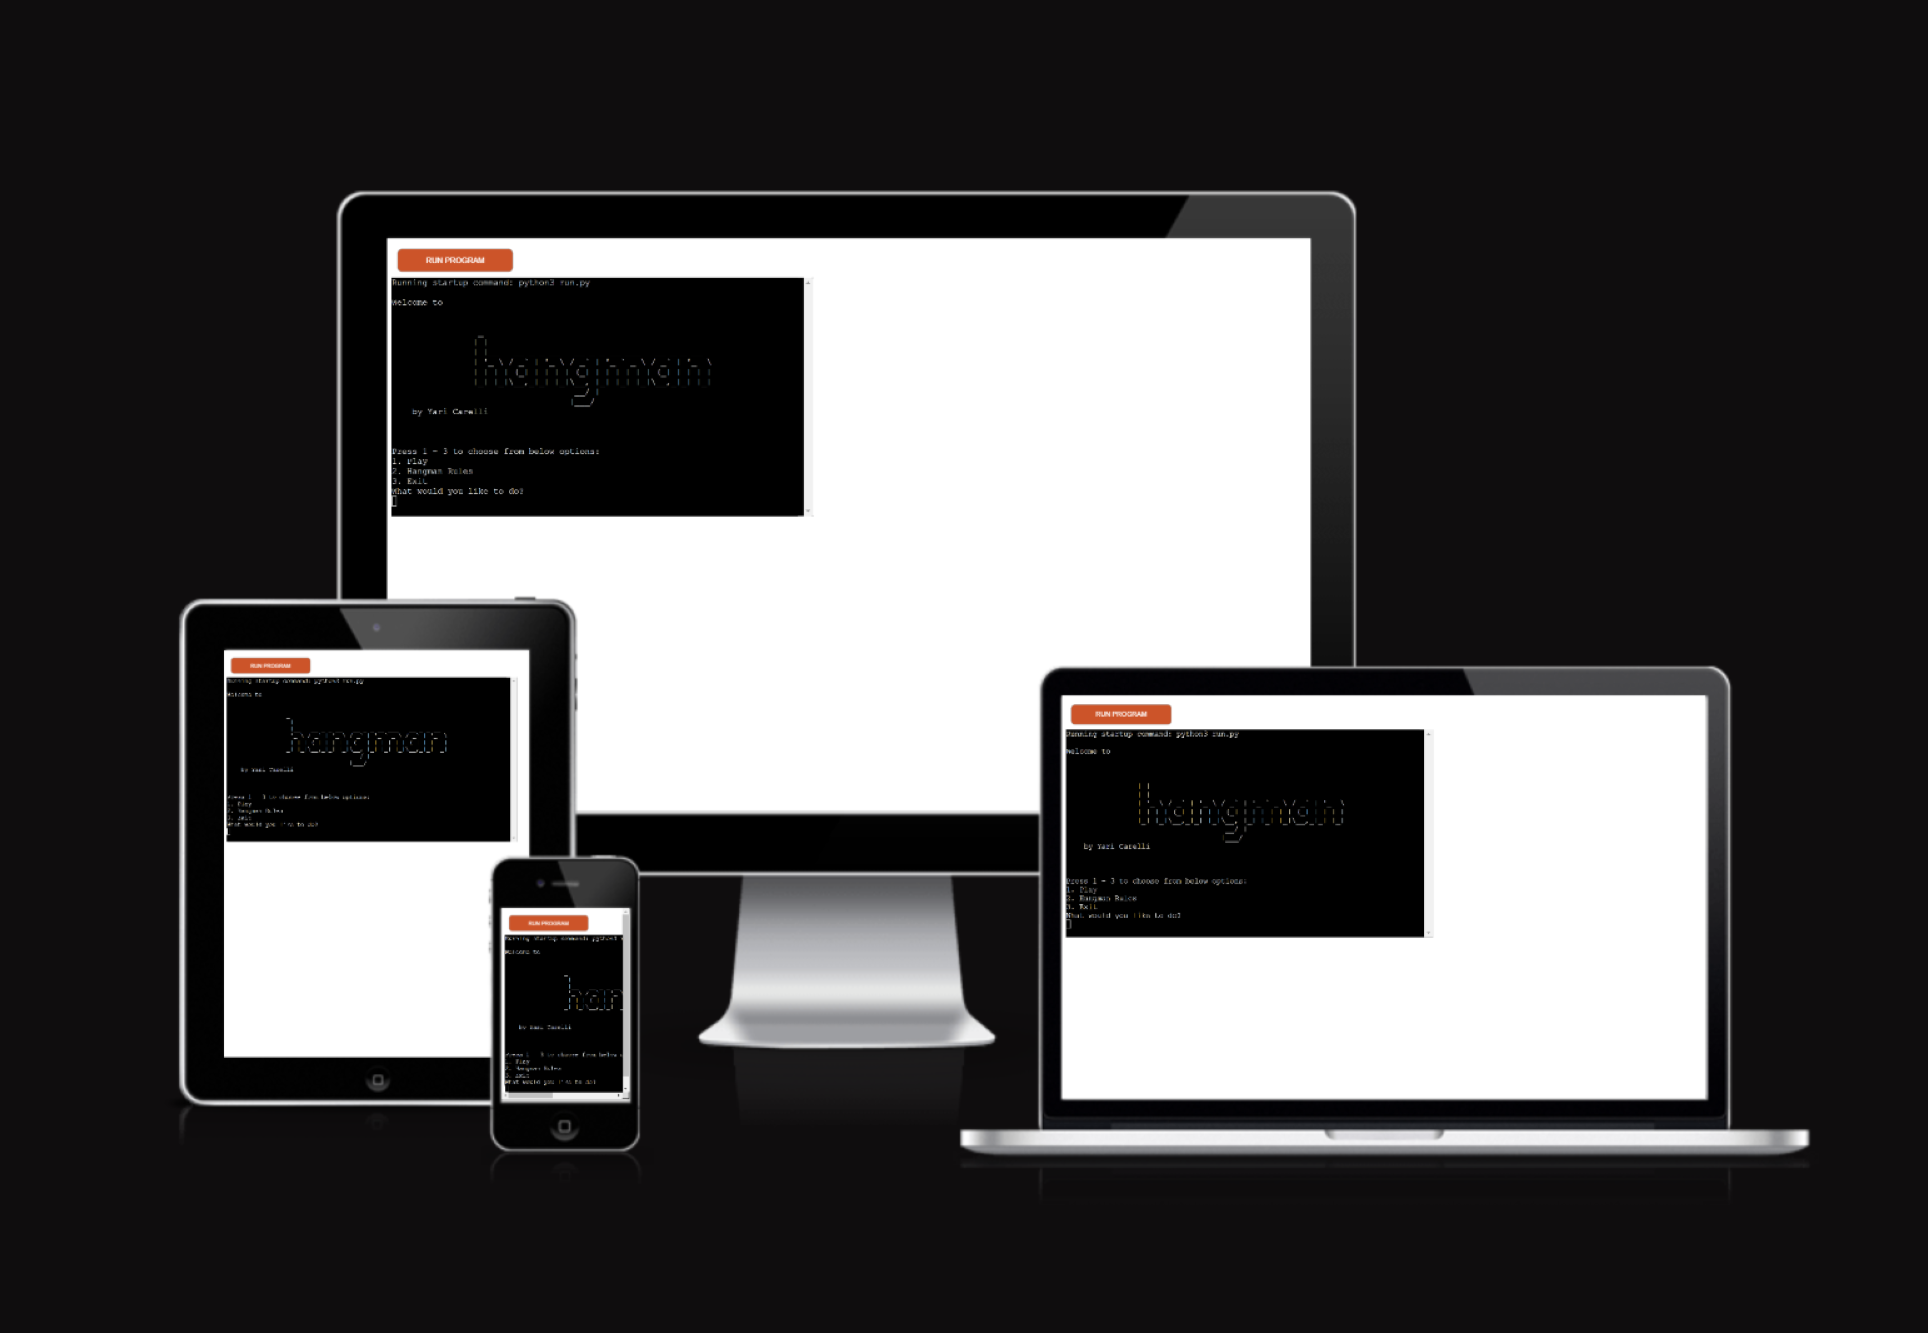 RUN PROGRAM
Running startup command: python3 run.py
Welcome to
hangman
by Yari Carelli
Press 1 - 3 to choose from below options:
1. Play
2. Hangman Rules
3. Exit
What would you like to do?
RUN PROGRAM
Running startup command: python3 run.py
Welcome to
hangman
by Yari Carelli
Press 1 - 3 to choose from below options:
1. Play
2. Hangman Rules
3. Exit
What would you like to do?
RUN PROGRAM
Running startup command: python3
Welcome to
han
by Yari Carelli
Press 1 - 3 to choose from below
1. Play
2. Hangman Rules
3. Exit
What would you like to do?
RUN PROGRAM
Running startup command: python3 run.py
Welcome to
hangman
by Yari Carelli
Press 1 - 3 to choose from below options:
1. Play
2. Hangman Rules
3. Exit
What would you like to do?